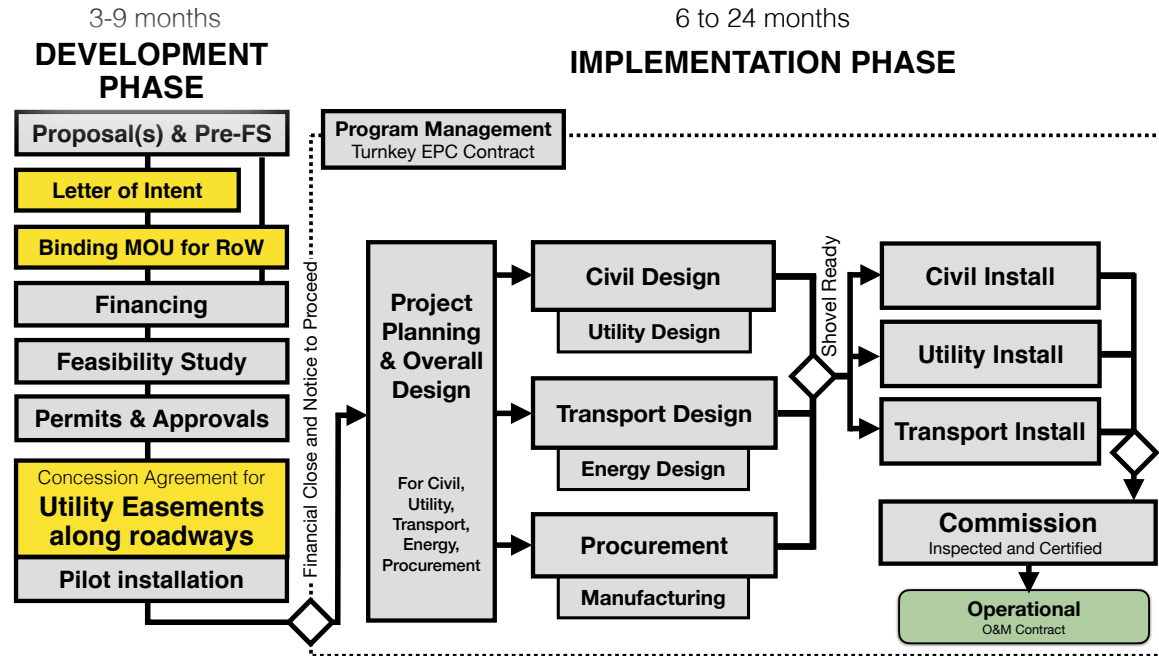 3-9 months
DEVELOPMENT
PHASE
Proposal(s) & Pre-FS
Letter of Intent
Binding MOU for RoW
Financing
Feasibility Study
Permits & Approvals
Concession Agreement for
Utility Easements
along roadways
Pilot installation
Financial Close and Notice to Proceed
6 to 24 months
IMPLEMENTATION PHASE
Program Management
Turnkey EPC Contract
Project
Planning
& Overall
Design
For Civil,
Utility,
Transport,
Energy,
Procurement
Civil Design
Utility Design
Transport Design
Energy Design
Procurement
Manufacturing
Shovel Ready
Civil Install
Utility Install
Transport Install
Commission
Inspected and Certified
Operational
O&M Contract